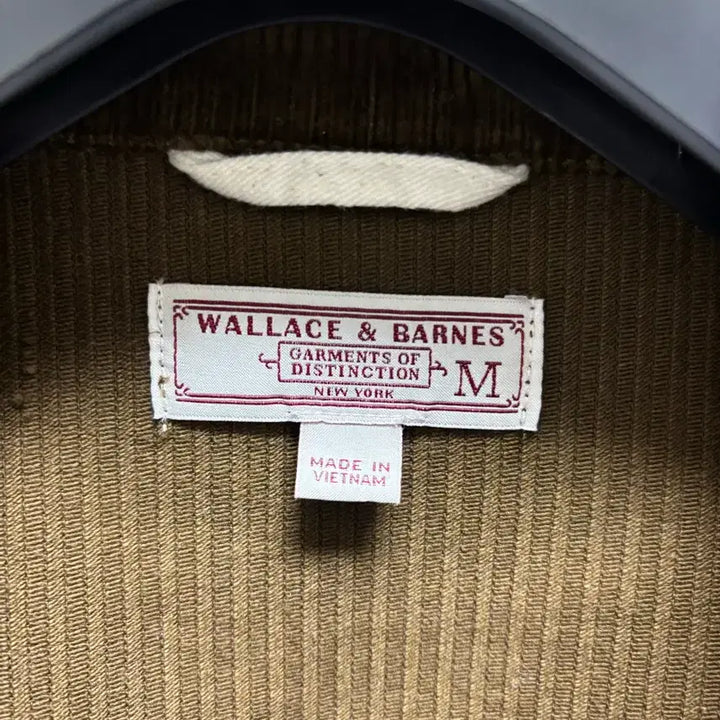 WALLACE & BARNES
GARMENTS OF
DISTINCTION
M
NEW YORK
MADE IN
VIETNAM